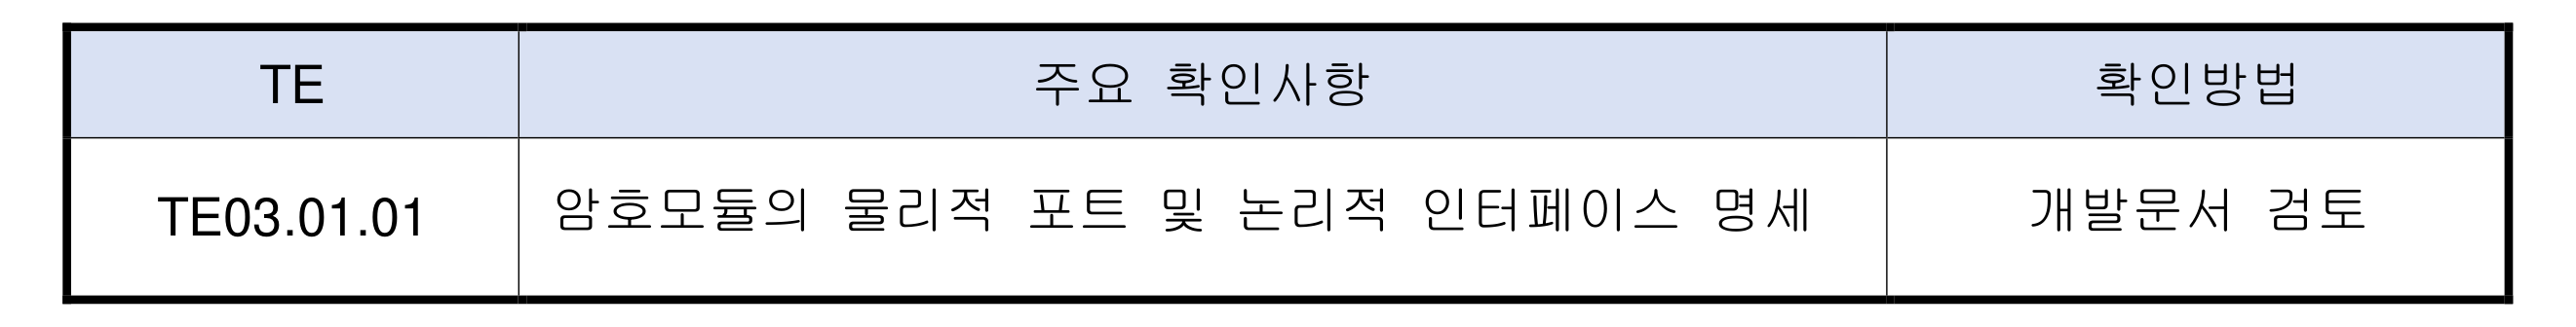 TE 주요 확인사항 확인방법
TE03.01.01 암호모듈의 물리적 포트 및 논리적 인터페이스 명세 개발문서 검토